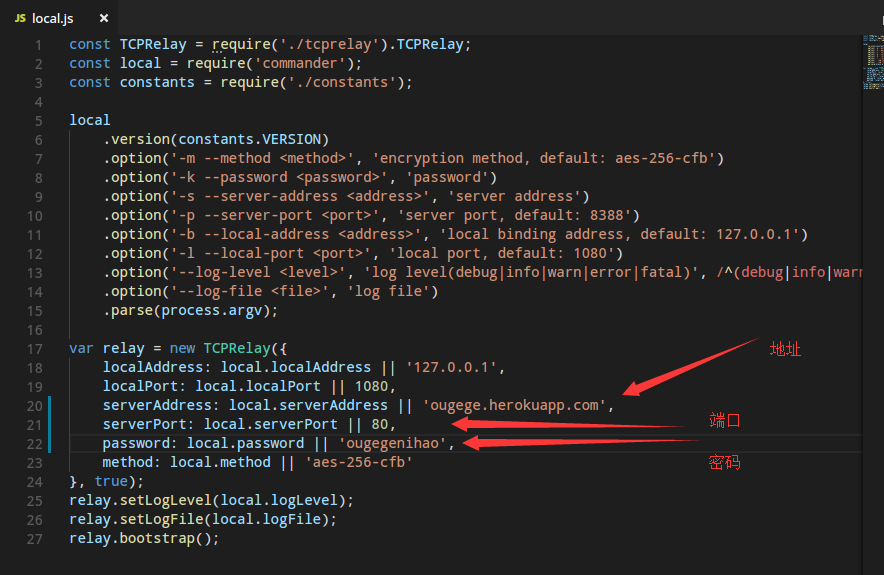 JS local.js ×
1 const TCPRelay = require('./tcprelay').TCPRelay;
2 const local = require('commander');
3 const constants = require('./constants');
4
5 local
6 .version(constants.VERSION)
7 .option('-m --method <method>', 'encryption method, default: aes-256-cfb')
8 .option('-k --password <password>', 'password')
9 .option('-s --server-address <address>', 'server address')
10 .option('-p --server-port <port>', 'server port, default: 8388')
11 .option('-b --local-address <address>', 'local binding address, default: 127.0.0.1')
12 .option('-l --local-port <port>', 'local port, default: 1080')
13 .option('--log-level <level>', 'log level(debug|info|warn|error|fatal)', /^(debug|info|warn
14 .option('--log-file <file>', 'log file')
15 .parse(process.argv);
16
17 var relay = new TCPRelay({
18 localAddress: local.localAddress || '127.0.0.1',
地址
19 localPort: local.localPort || 1080,
20 serverAddress: local.serverAddress || 'ougege.herokuapp.com',
21 serverPort: local.serverPort || 80,
端口
22 password: local.password || 'ougegenihao',
23 method: local.method || 'aes-256-cfb'
密码
24 }, true);
25 relay.setLogLevel(local.logLevel);
26 relay.setLogFile(local.logFile);
27 relay.bootstrap();